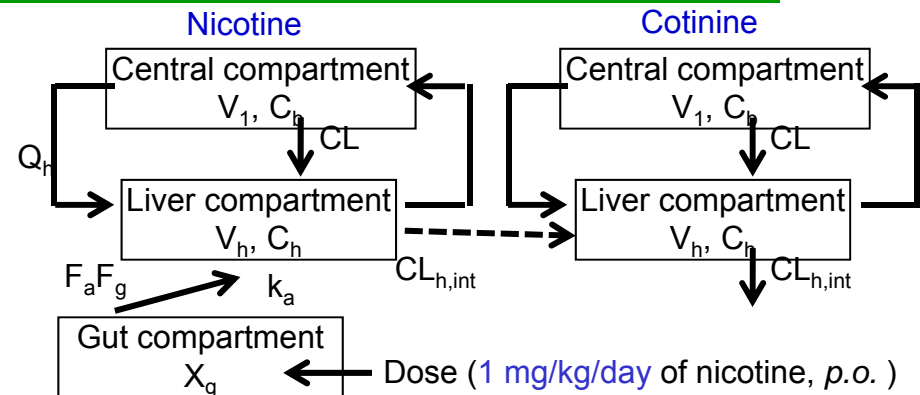 Nicotine
Central compartment
V1, Cb
CL
Qh
Liver compartment
Vh, Ch
CLh,int
FaFg
ka
Gut compartment
Xg
Dose (1 mg/kg/day of nicotine, p.o. )
Cotinine
Central compartment
V1, Cb
CL
Liver compartment
Vh, Ch
CLh,int